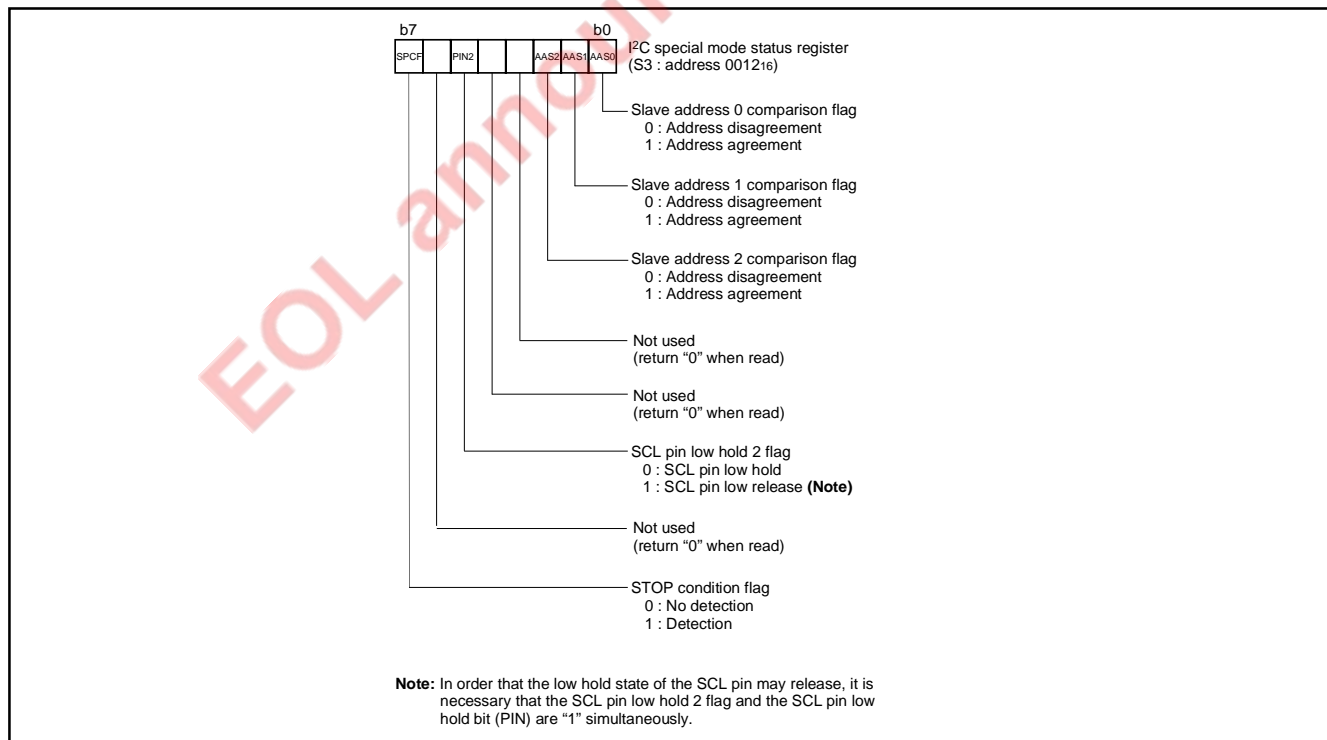 b7 b0
SPCF PIN2 AAS2 AAS1 AAS0
I2C special mode status register
(S3 : address 001216)
Slave address 0 comparison flag
0 : Address disagreement
1 : Address agreement
Slave address 1 comparison flag
0 : Address disagreement
1 : Address agreement
Slave address 2 comparison flag
0 : Address disagreement
1 : Address agreement
Not used
(return “0” when read)
Not used
(return “0” when read)
SCL pin low hold 2 flag
0 : SCL pin low hold
1 : SCL pin low release (Note)
Not used
(return “0” when read)
STOP condition flag
0 : No detection
1 : Detection
Note: In order that the low hold state of the SCL pin may release, it is
necessary that the SCL pin low hold 2 flag and the SCL pin low
hold bit (PIN) are “1” simultaneously.
EOL announ